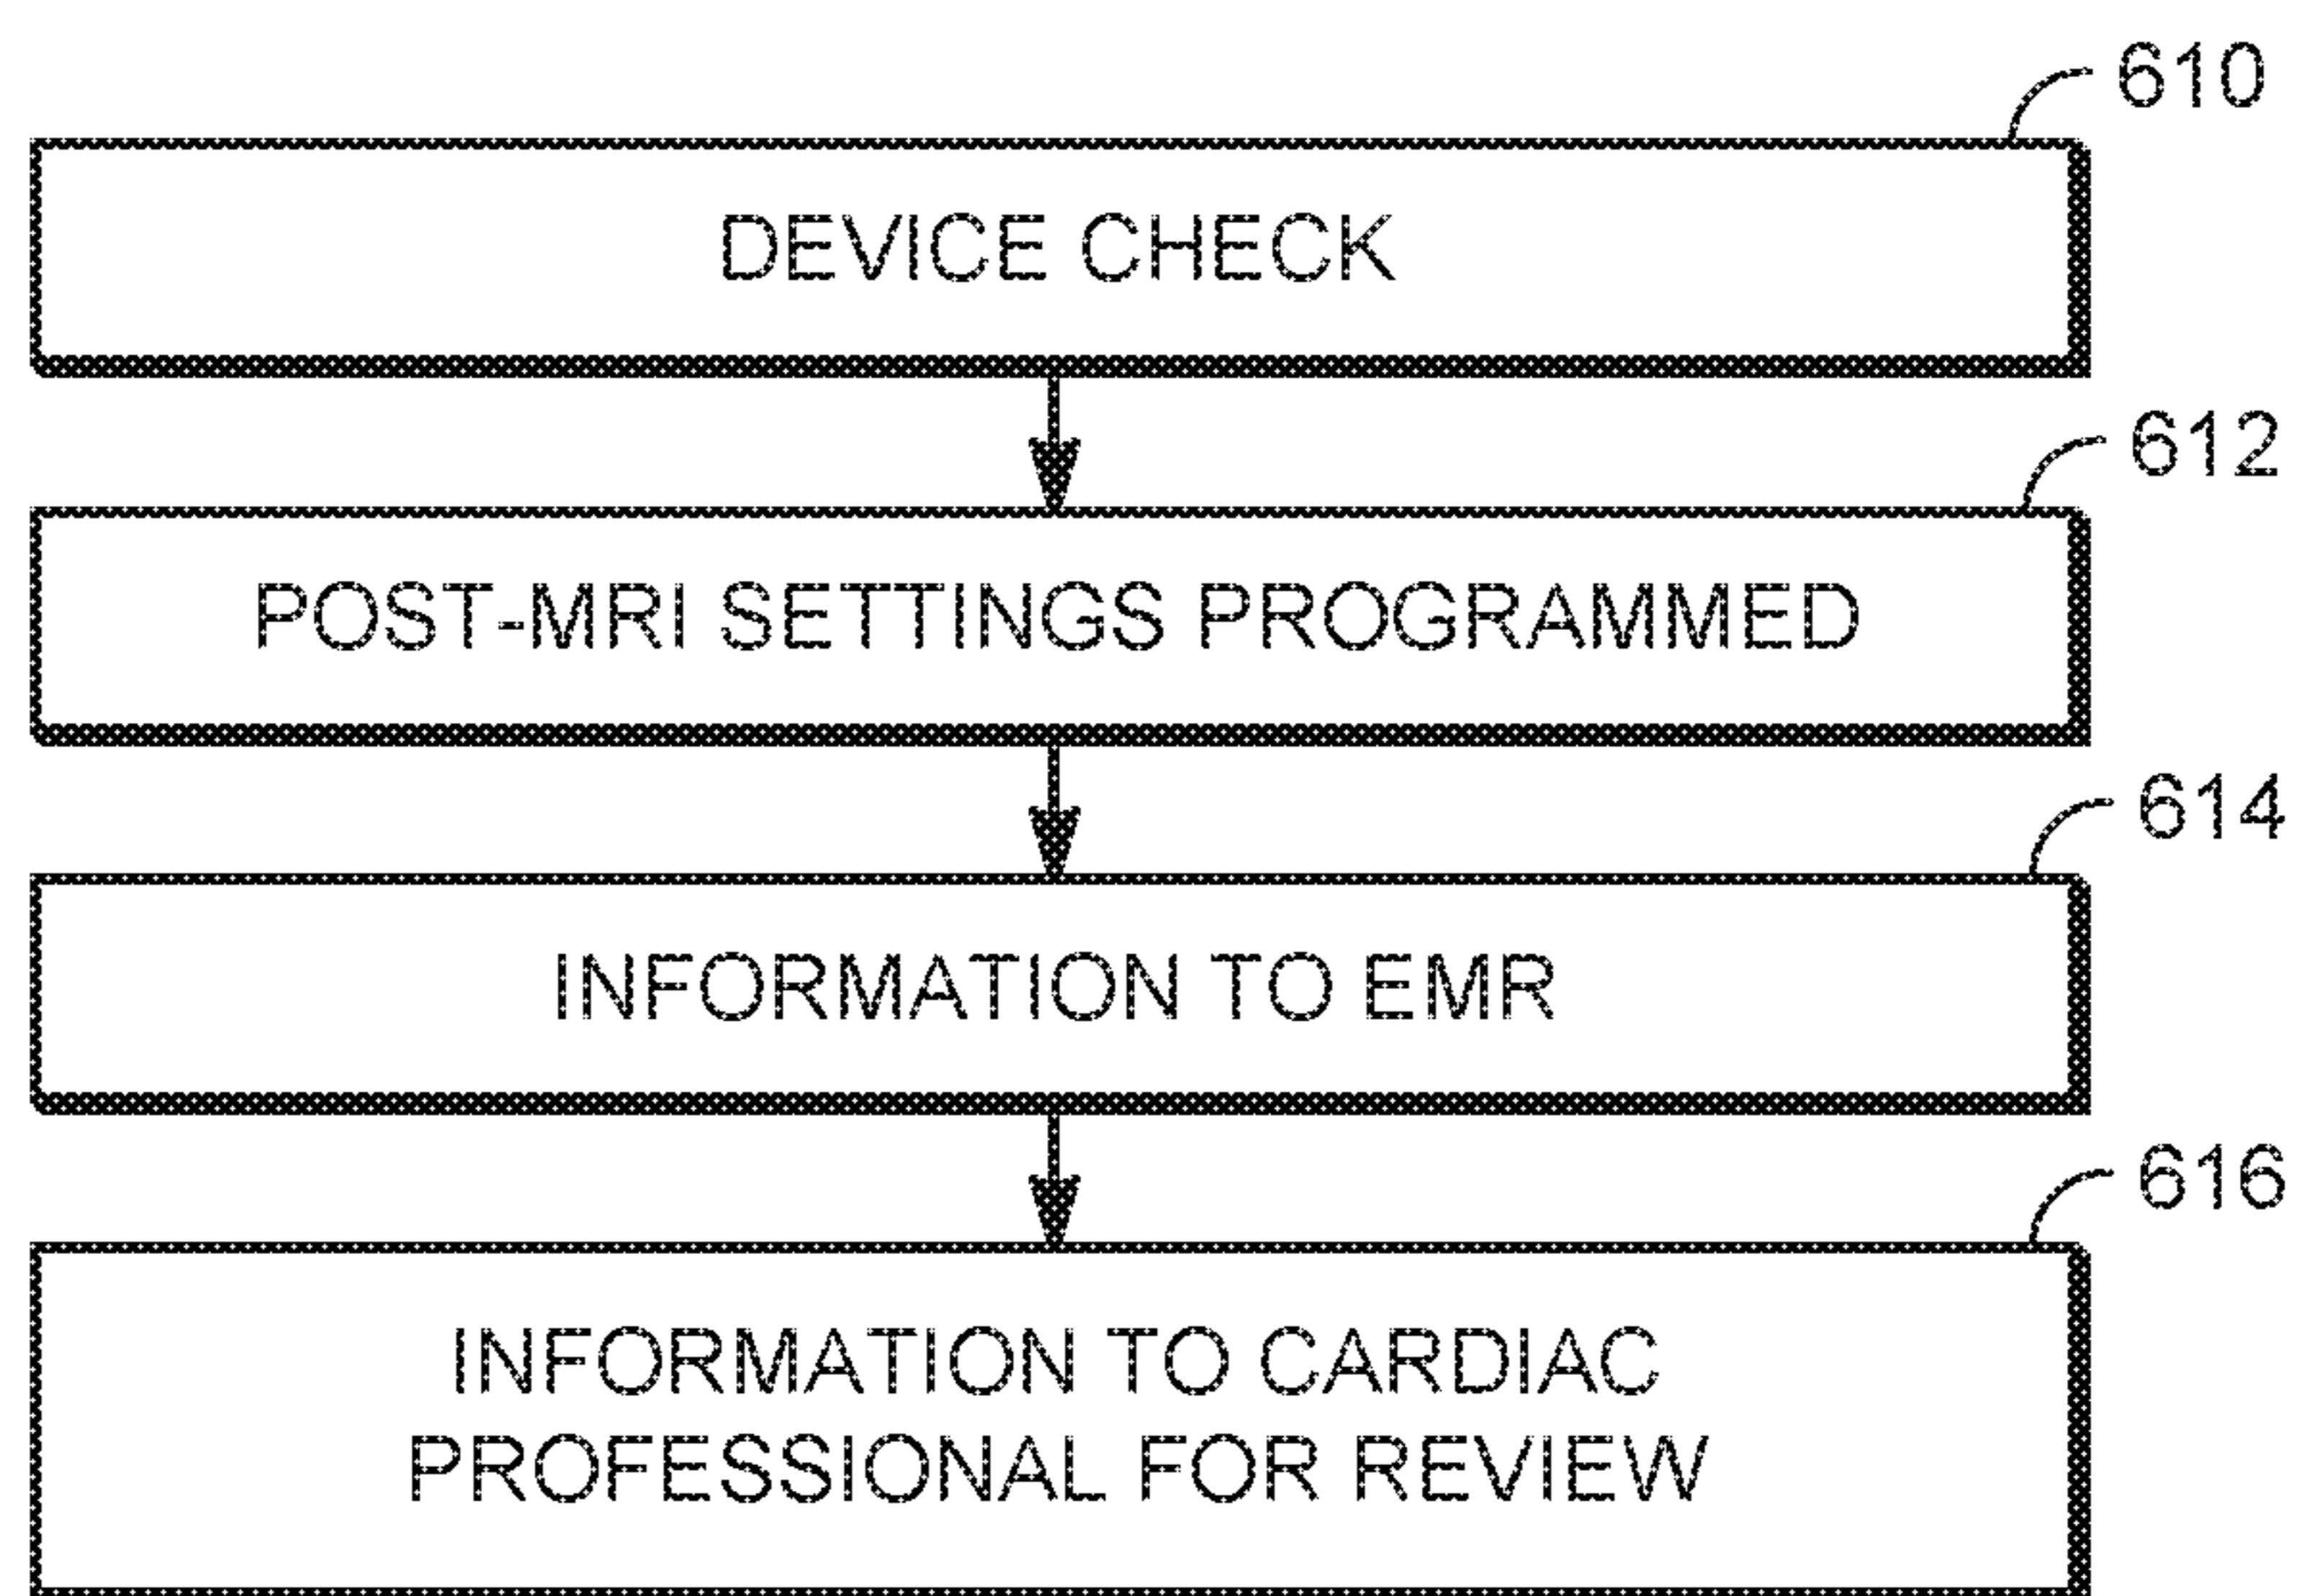 610
DEVICE CHECK
612
POST-MRI SETTINGS PROGRAMMED
614
INFORMATION TO EMR
616
INFORMATION TO CARDIAC
PROFESSIONAL FOR REVIEW